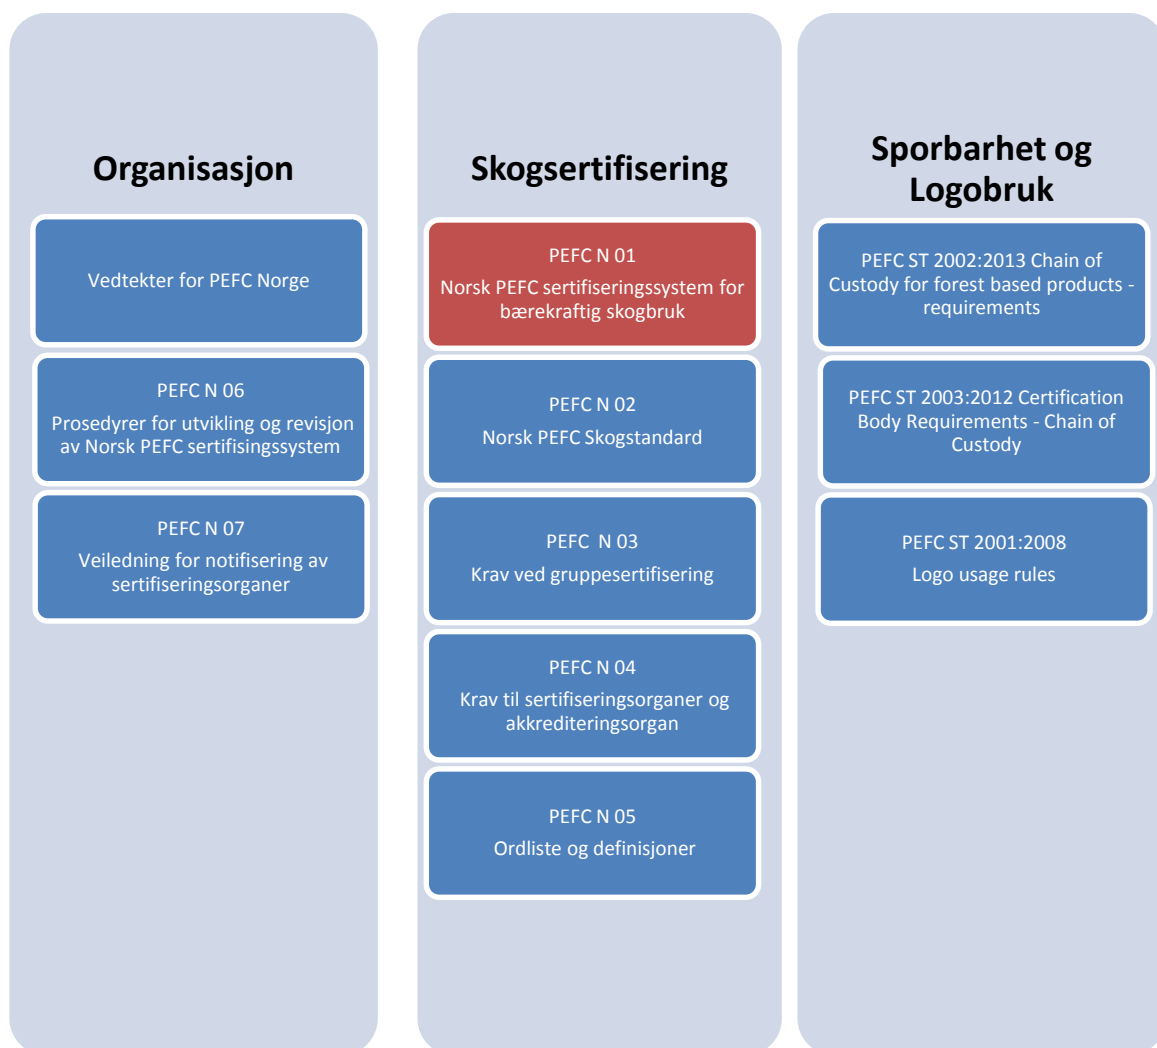 Organisasjon
Vedtekter for PEFC Norge
PEFC N 06
Prosedyrer for utvikling og revisjon
av Norsk PEFC sertifisingssystem
PEFC N 07
Veiledning for notifisering av
sertifiseringsorganer
Skogsertifisering
PEFC N 01
Norsk PEFC sertifiseringssystem for
bærekraftig skogbruk
PEFC N 02
Norsk PEFC Skogstandard
PEFC N 03
Krav ved gruppesertifisering
PEFC N 04
Krav til sertifiseringsorganer og
akkrediteringsorgan
PEFC N 05
Ordliste og definisjoner
Sporbarhet og
Logobruk
PEFC ST 2002:2013 Chain of
Custody for forest based products -
requirements
PEFC ST 2003:2012 Certification
Body Requirements - Chain of
Custody
PEFC ST 2001:2008
Logo usage rules